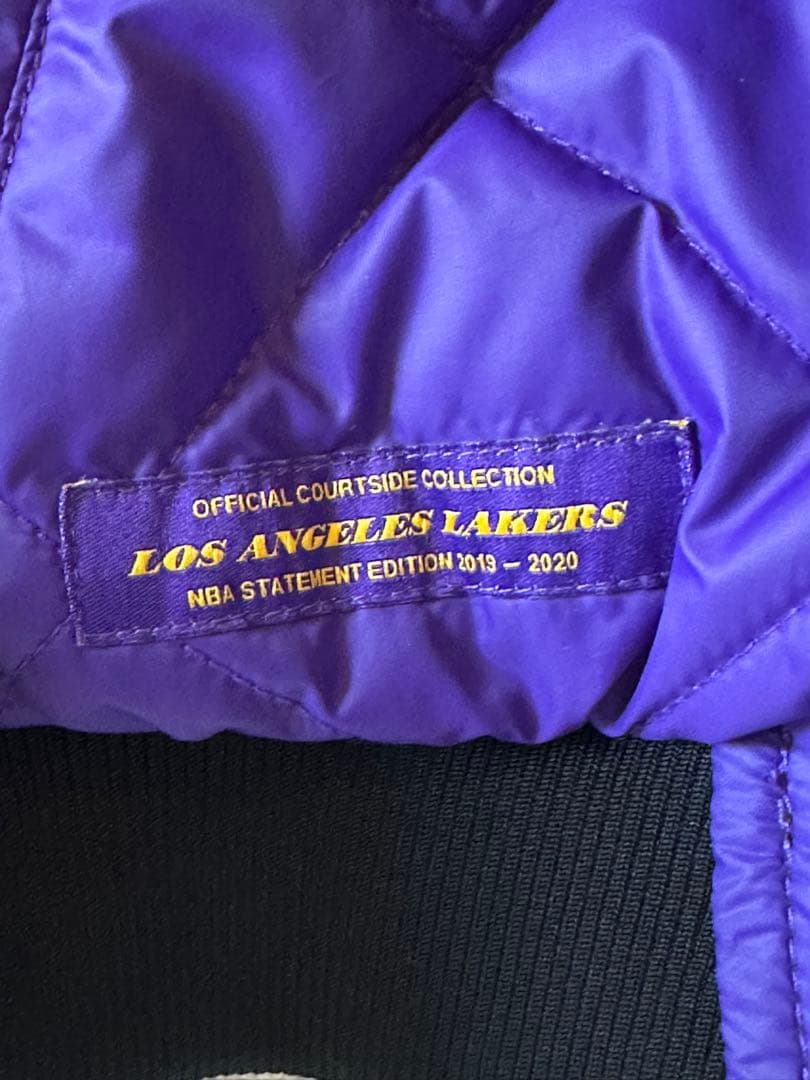 OFFICIAL COURTSIDE COLLECTION
LOS ANGELES LAKERS
NBA STATEMENT EDITION 2019 — 2020